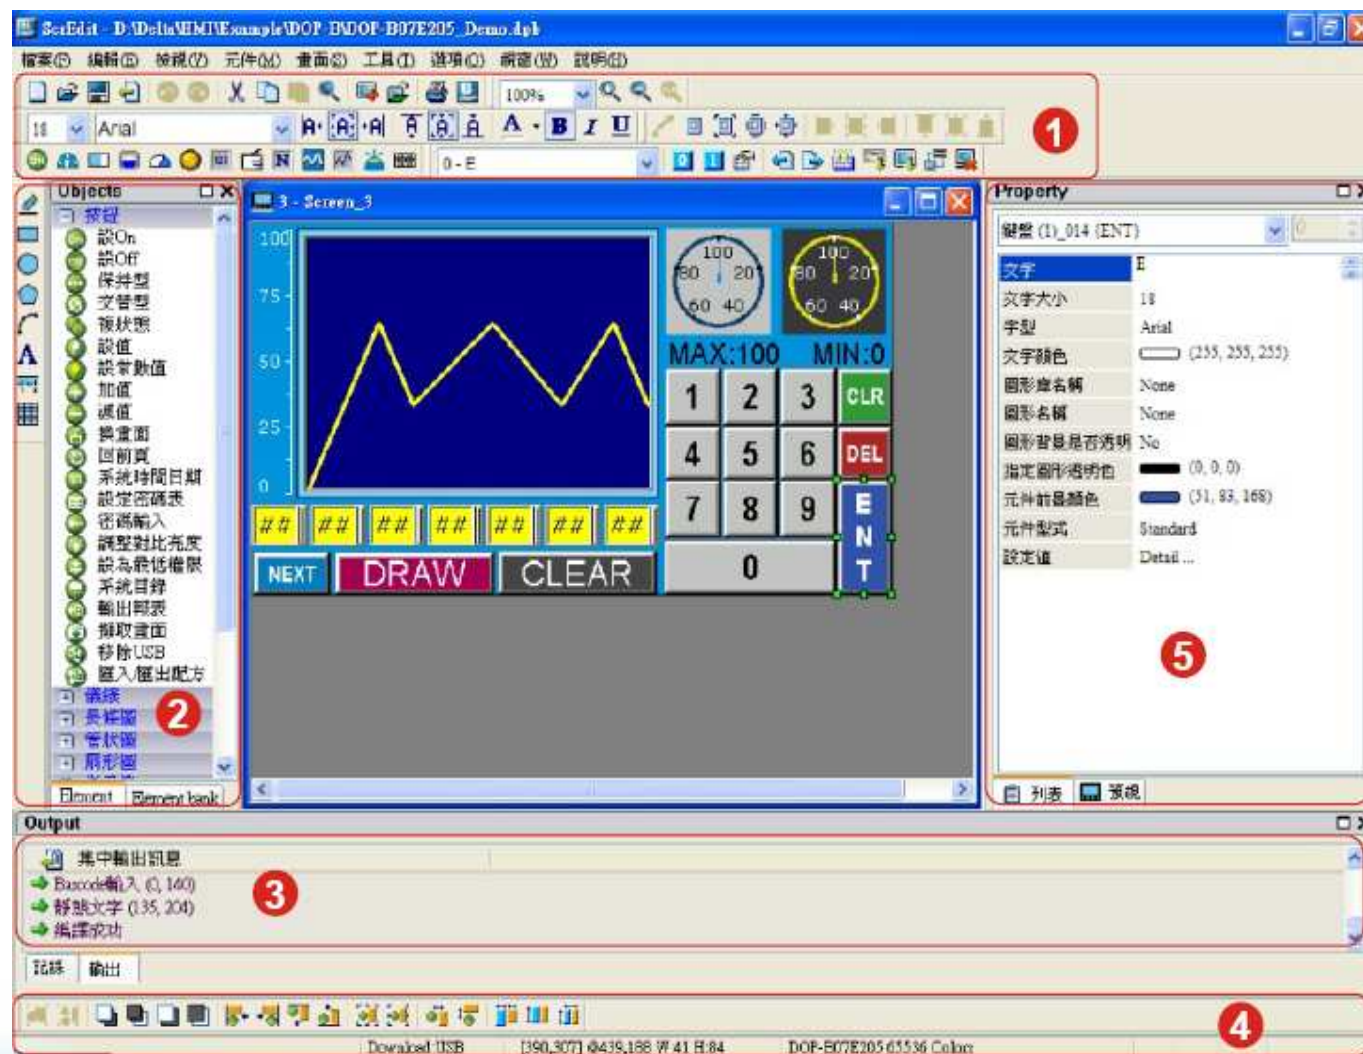 ScrEdit - D:\Delta\HMI\Example\DOP-B\DOP-B07E205_Demo.dpb
檔案(F) 編輯(E) 檢視(V) 元件(M) 畫面(S) 工具(T) 選項(O) 視窗(W) 說明(H)
100%
18 Arial
A B I U
0 - E
1
Objects
按鈕
設On
設Off
保持型
交替型
複狀態
設值
設常數值
加值
減值
換畫面
回前頁
系統時間日期
設定密碼表
密碼輸入
調整對比亮度
設為最低權限
系統目錄
輸出報表
擷取畫面
移除USB
匯入/匯出配方
儀錶
長條圖
管狀圖
扇形圖
2
Element Element bank
3 - Screen_3
100
75
50
25
0
100
80 20
60 40
100
80 20
60 40
MAX:100 MIN:0
1 2 3 CLR
4 5 6 DEL
7 8 9 ENT
0
## ## ## ## ## ## ##
NEXT DRAW CLEAR
Property
鍵盤 (1)_014 (ENT) 0
文字 E
文字大小 18
字型 Arial
文字顏色 (255, 255, 255)
圖形庫名稱 None
圖形名稱 None
圖形背景是否透明 No
指定圖形透明色 (0, 0, 0)
元件前景顏色 (51, 83, 168)
元件型式 Standard
設定值 Detail ...
5
列表 預視
Output
集中輸出訊息
Barcode輸入 (0, 140)
靜態文字 (135, 204)
編譯成功
3
記錄 輸出
4
Download USB [390,307] @439,188 W:41 H:84 DOP-B07E205 65536 Colors